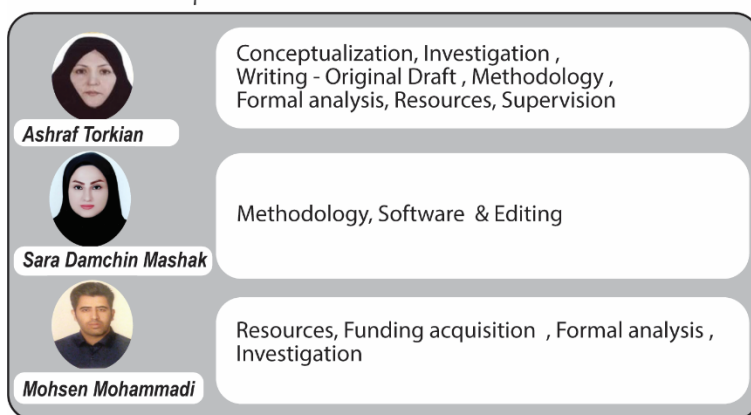 Conceptualization, Investigation ,
Writing - Original Draft , Methodology ,
Formal analysis, Resources, Supervision
Ashraf Torkian
Methodology, Software & Editing
Sara Damchin Mashak
Resources, Funding acquisition , Formal analysis ,
Investigation
Mohsen Mohammadi